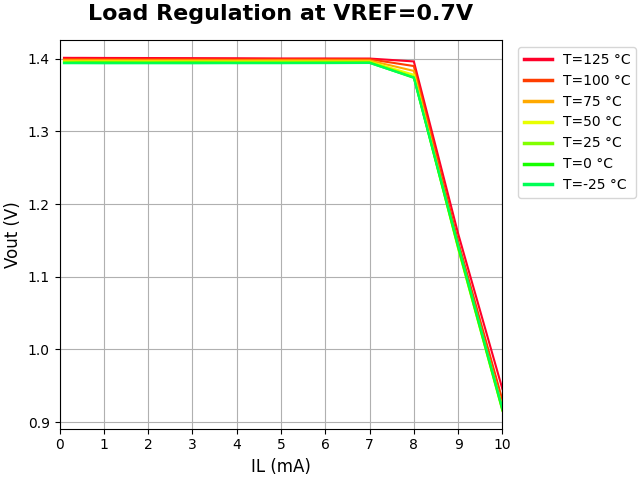 Load Regulation at VREF=0.7V
Vout (V)
1.4
1.3
1.2
1.1
1.0
0.9
0 1 2 3 4 5 6 7 8 9 10
IL (mA)
T=125 °C
T=100 °C
T=75 °C
T=50 °C
T=25 °C
T=0 °C
T=-25 °C